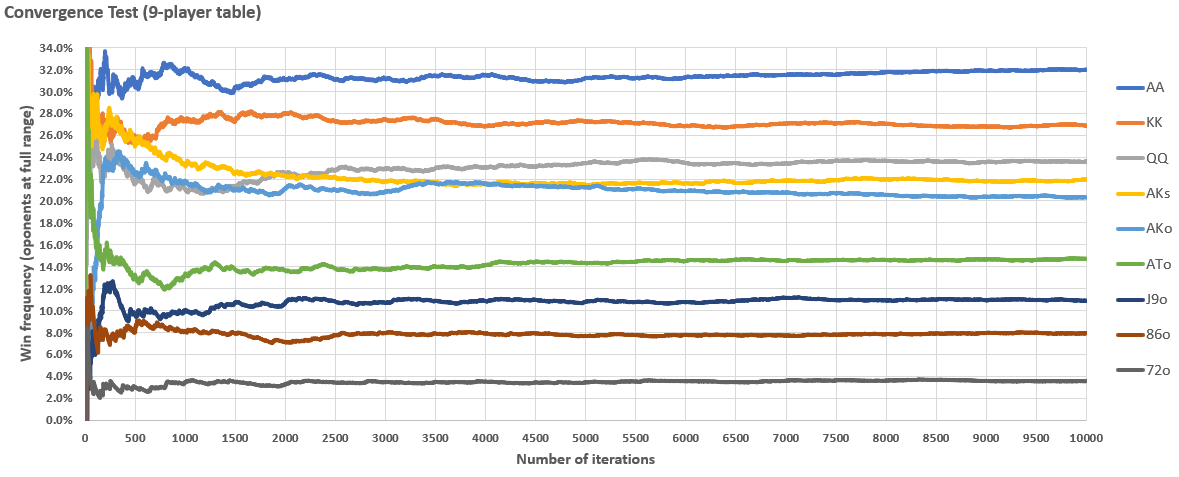 Convergence Test (9-player table)
Win frequency (oponents at full range)
34.0%
32.0%
30.0%
28.0%
26.0%
24.0%
22.0%
20.0%
18.0%
16.0%
14.0%
12.0%
10.0%
8.0%
6.0%
4.0%
2.0%
0.0%
0 500 1000 1500 2000 2500 3000 3500 4000 4500 5000 5500 6000 6500 7000 7500 8000 8500 9000 9500 10000
Number of iterations
AA
KK
QQ
AKs
AKo
ATo
J9o
86o
72o